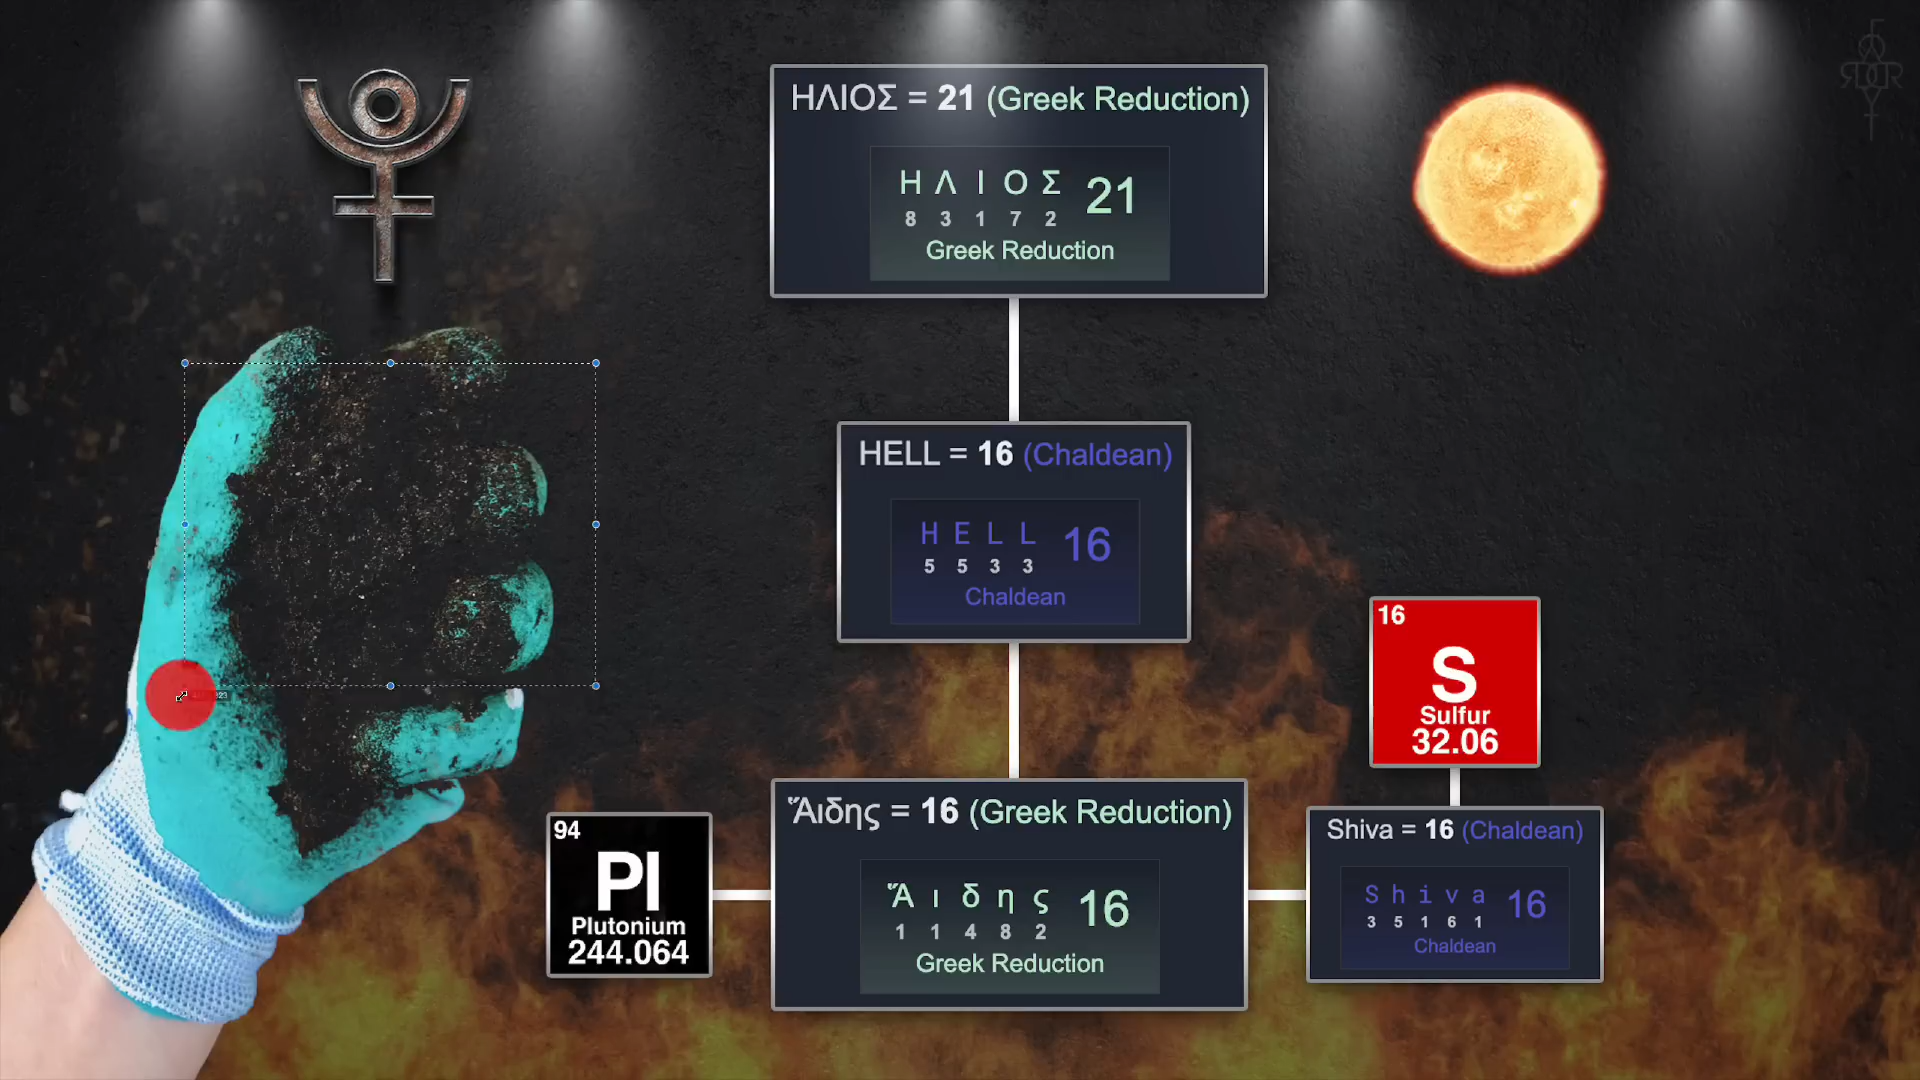 ΗΛΙΟΣ = 21 (Greek Reduction)
Η Λ Ι Ο Σ 21
8 3 1 7 2
Greek Reduction
HELL = 16 (Chaldean)
H E L L 16
5 5 3 3
Chaldean
16
S
Sulfur
32.06
94
Pl
Plutonium
244.064
Ἅιδης = 16 (Greek Reduction)
Ἅ ι δ η ς 16
1 1 4 8 2
Greek Reduction
Shiva = 16 (Chaldean)
S h i v a 16
3 5 1 6 1
Chaldean